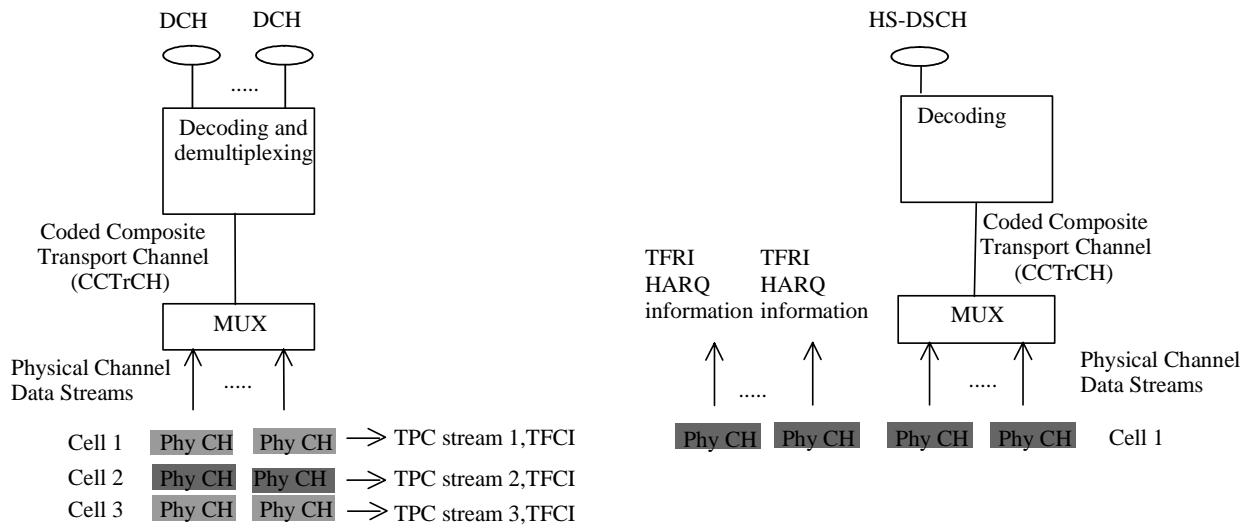 DCH DCH
.....
Decoding and
demultiplexing
Coded Composite
Transport Channel
(CCTrCH)
MUX
Physical Channel
Data Streams
.....
Cell 1 Phy CH Phy CH TPC stream 1,TFCI
Cell 2 Phy CH Phy CH TPC stream 2,TFCI
Cell 3 Phy CH Phy CH TPC stream 3,TFCI
HS-DSCH
Decoding
Coded Composite
Transport Channel
(CCTrCH)
TFRI TFRI
HARQ HARQ
information information
MUX
Physical Channel
Data Streams
..... .....
Phy CH Phy CH Phy CH Phy CH Cell 1